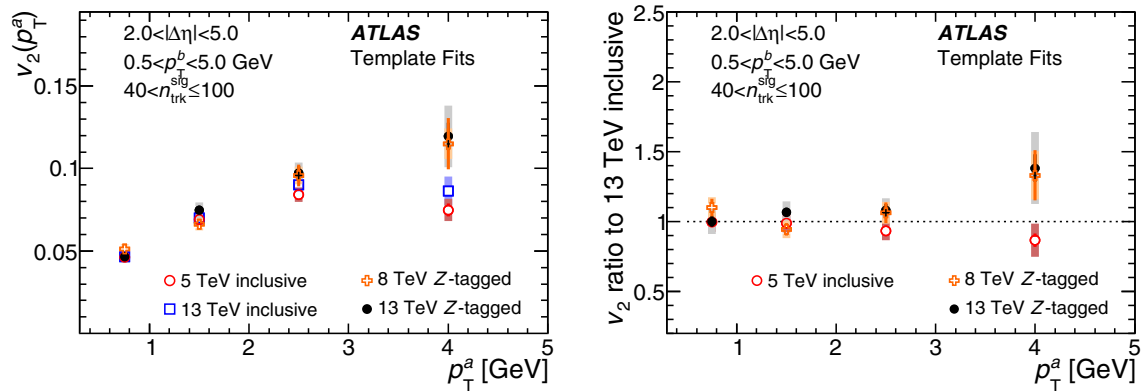 v₂(pₜᵃ)
2.0<|Δη|<5.0
0.5<p_T^b<5.0 GeV
40<n_trk^sig≤100
ATLAS
Template Fits
0.15
0.1
0.05
5 TeV inclusive
8 TeV Z-tagged
13 TeV inclusive
13 TeV Z-tagged
1 2 3 4 5
p_T^a [GeV]
v₂ ratio to 13 TeV inclusive
2.0<|Δη|<5.0
0.5<p_T^b<5.0 GeV
40<n_trk^sig≤100
ATLAS
Template Fits
2.5
2
1.5
1
0.5
5 TeV inclusive
8 TeV Z-tagged
13 TeV Z-tagged
1 2 3 4 5
p_T^a [GeV]